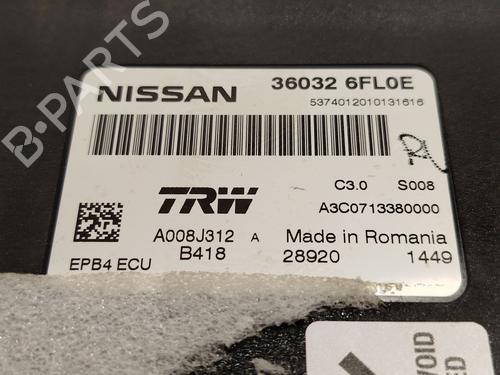 NISSAN
36032 6FL0E
5374012010131616
TRW
C3.0 S008
A3C0713380000
A008J312 A
Made in Romania
EPB4 ECU
B418
28920 1449
VOID
ED
B-PARTS